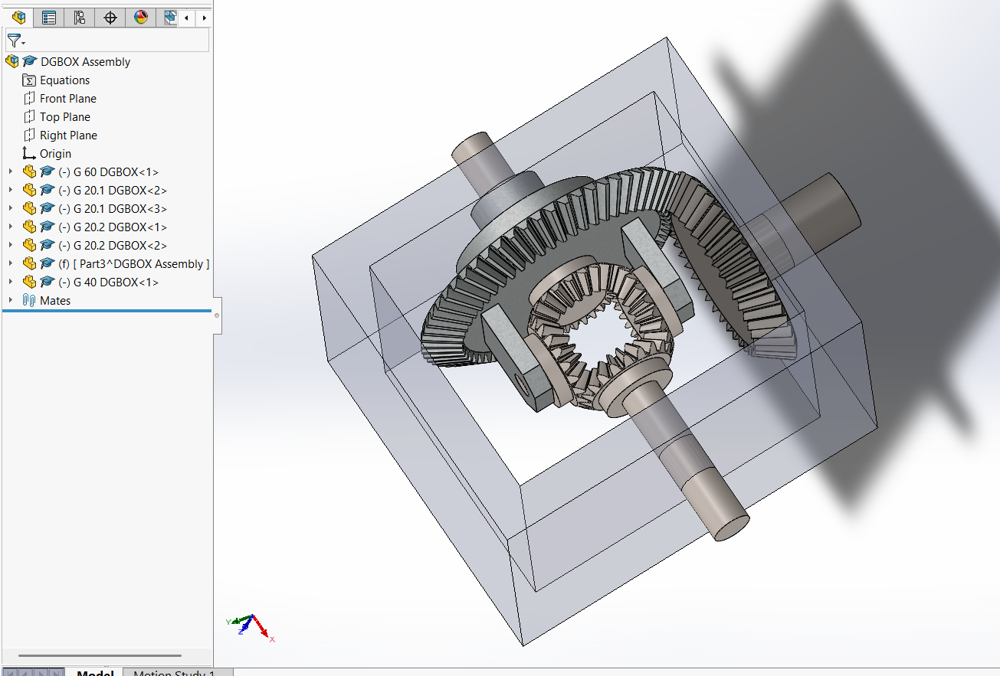 DGBOX Assembly
Equations
Front Plane
Top Plane
Right Plane
Origin
(-) G 60 DGBOX<1>
(-) G 20.1 DGBOX<2>
(-) G 20.1 DGBOX<3>
(-) G 20.2 DGBOX<1>
(-) G 20.2 DGBOX<2>
(f) [ Part3^DGBOX Assembly ]
(-) G 40 DGBOX<1>
Mates
Y
Z
X
Model
Motion Study 1